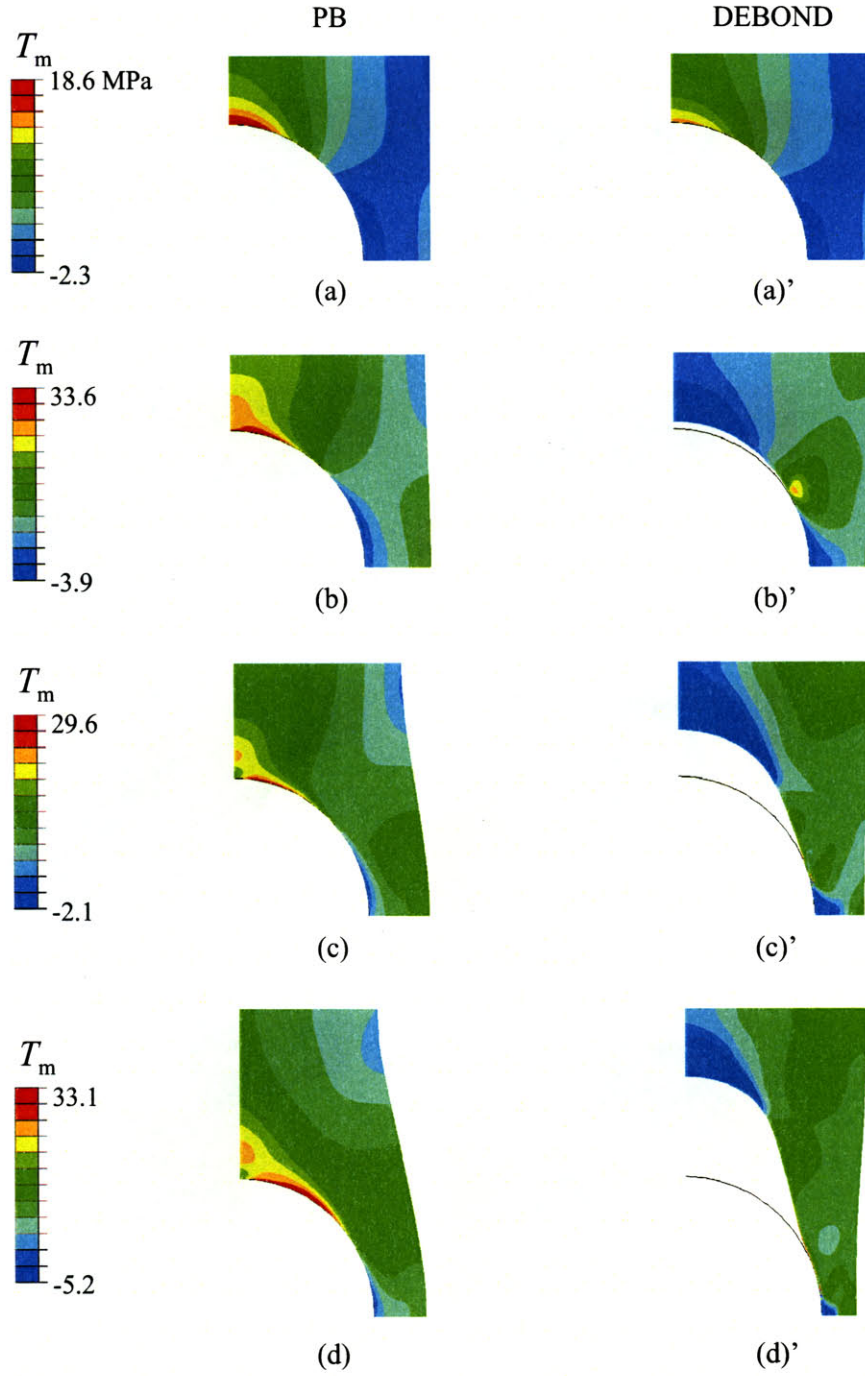 PB DEBOND
T_m
18.6 MPa
-2.3
(a) (a)’
T_m
33.6
-3.9
(b) (b)’
T_m
29.6
-2.1
(c) (c)’
T_m
33.1
-5.2
(d) (d)’